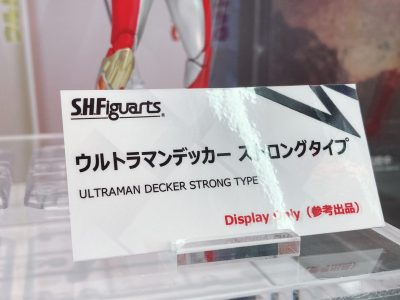 S.H.Figuarts®
ウルトラマンデッカー ストロングタイプ
ULTRAMAN DECKER STRONG TYPE
Display Only（参考出品）